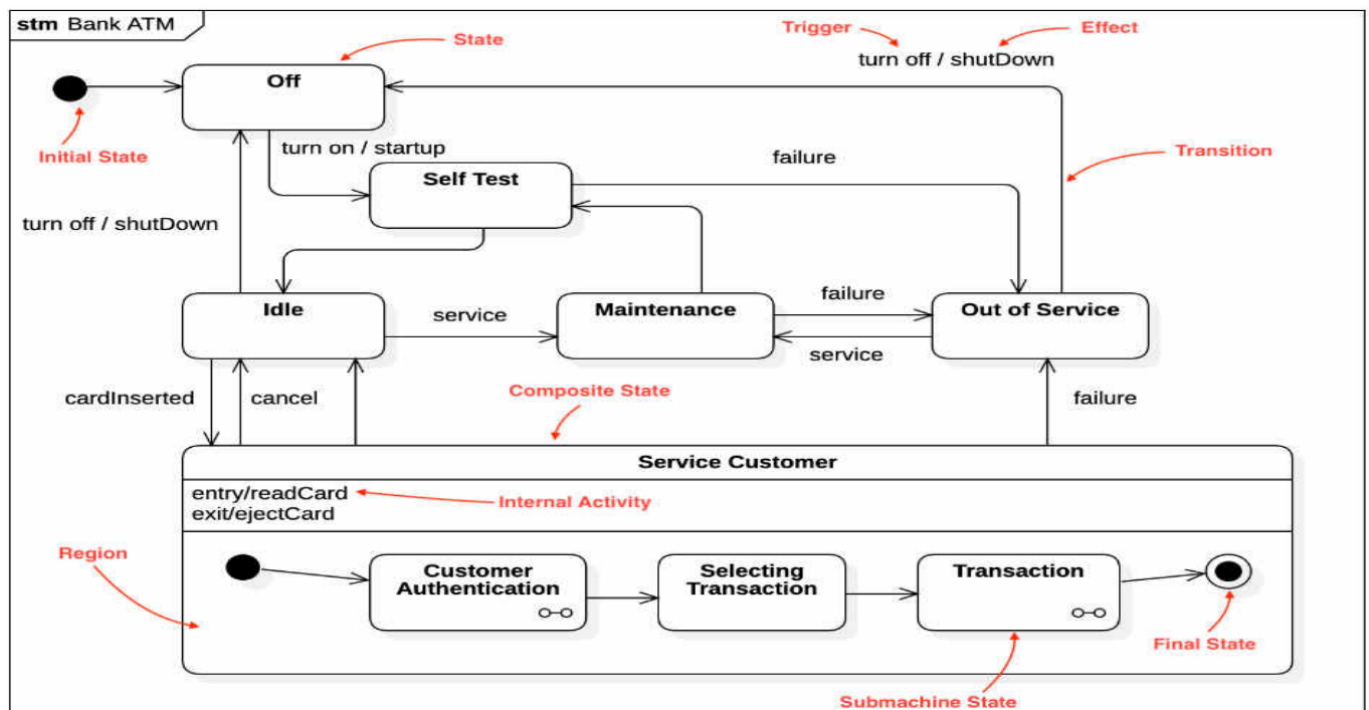 stm Bank ATM
State
Trigger
Effect
turn off / shutDown
Off
Initial State
turn on / startup
failure
Transition
Self Test
turn off / shutDown
Idle
service
Maintenance
failure
service
Out of Service
cardInserted
cancel
Composite State
failure
Service Customer
entry/readCard
exit/ejectCard
Internal Activity
Region
Customer
Authentication
Selecting
Transaction
Transaction
Final State
Submachine State